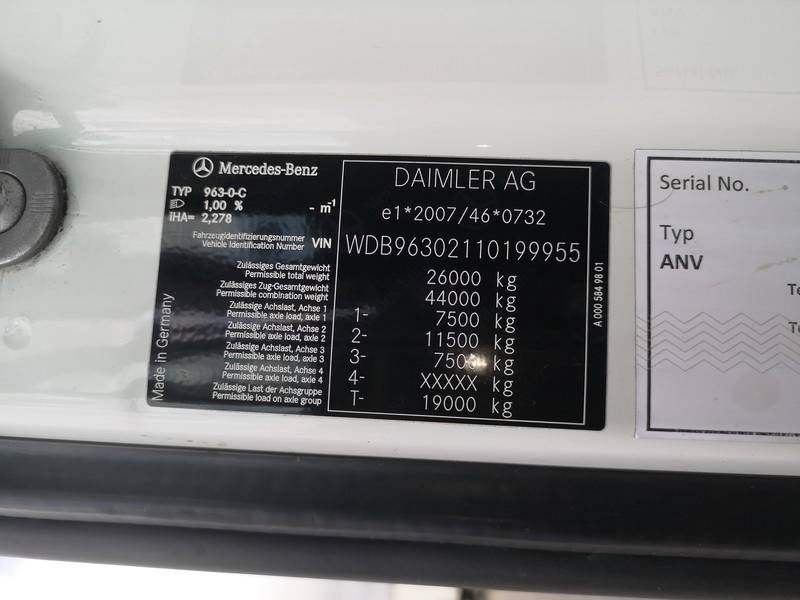 Mercedes-Benz
TYP 963-0-C
1,00 % - m⁻¹
iHA= 2,278
Fahrzeugidentifizierungsnummer
Vehicle Identification Number VIN
Zulässiges Gesamtgewicht
Permissible total weight
Zulässiges Zug-Gesamtgewicht
Permissible combination weight
Zulässige Achslast, Achse 1
Permissible axle load, axle 1
Zulässige Achslast, Achse 2
Permissible axle load, axle 2
Zulässige Achslast, Achse 3
Permissible axle load, axle 3
Zulässige Achslast, Achse 4
Permissible axle load, axle 4
Zulässige Last der Achsgruppe
Permissible load on axle group
Made in Germany
DAIMLER AG
e1*2007/46*0732
WDB96302110199955
26000 kg
44000 kg
1- 7500 kg
2- 11500 kg
3- 7500 kg
4- XXXXX kg
T- 19000 kg
A 000 584 98 01
Serial No.
Typ
ANV
Te
Te